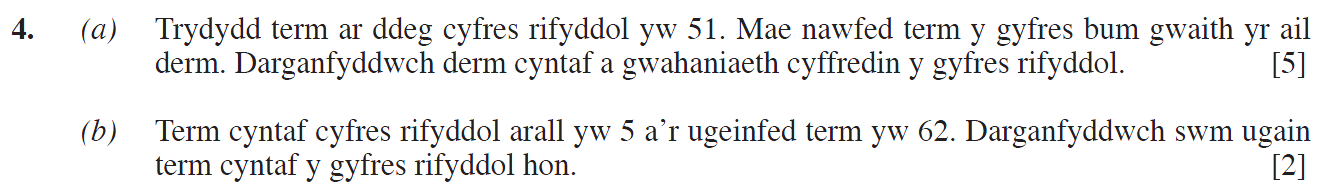 4. (a) Trydydd term ar ddeg cyfres rifyddol yw 51. Mae nawfed term y gyfres bum gwaith yr ail
derm. Darganfyddwch derm cyntaf a gwahaniaeth cyffredin y gyfres rifyddol. [5]
(b) Term cyntaf cyfres rifyddol arall yw 5 a’r ugeinfed term yw 62. Darganfyddwch swm ugain
term cyntaf y gyfres rifyddol hon. [2]